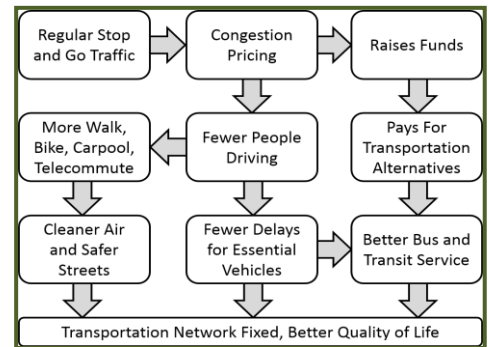 Regular Stop
and Go Traffic
Congestion
Pricing
Raises Funds
More Walk,
Bike, Carpool,
Telecommute
Fewer People
Driving
Pays For
Transportation
Alternatives
Cleaner Air
and Safer
Streets
Fewer Delays
for Essential
Vehicles
Better Bus and
Transit Service
Transportation Network Fixed, Better Quality of Life